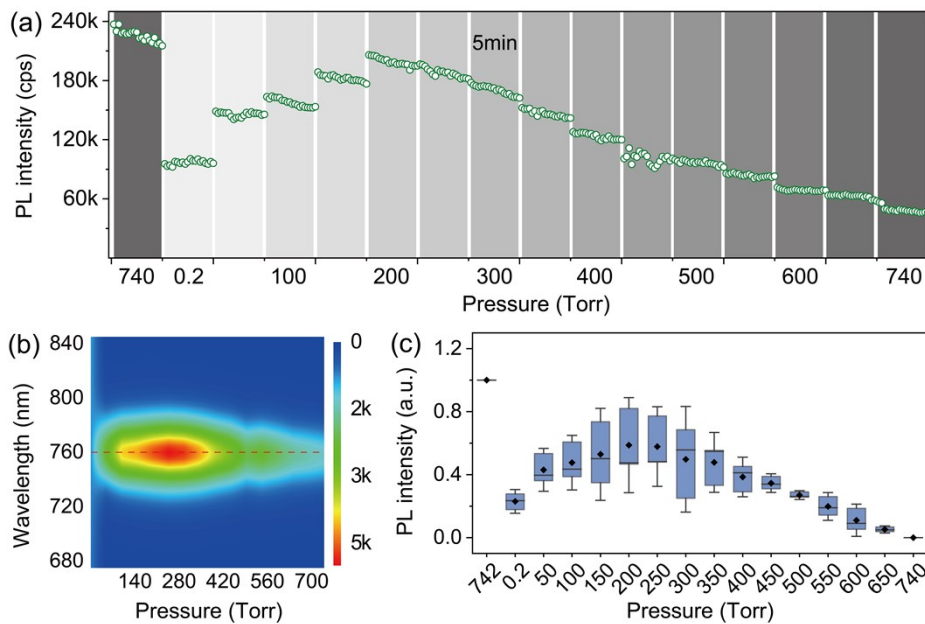 (a)
240k
180k
120k
60k
PL intensity (cps)
5min
740 0.2 100 200 300 400 500 600 740
Pressure (Torr)
(b)
840
800
760
720
680
Wavelength (nm)
140 280 420 560 700
Pressure (Torr)
0
2k
3k
5k
(c)
1.2
0.8
0.4
0.0
PL intensity (a.u.)
742 0.2 50 100 150 200 250 300 350 400 450 500 550 600 650 740
Pressure (Torr)